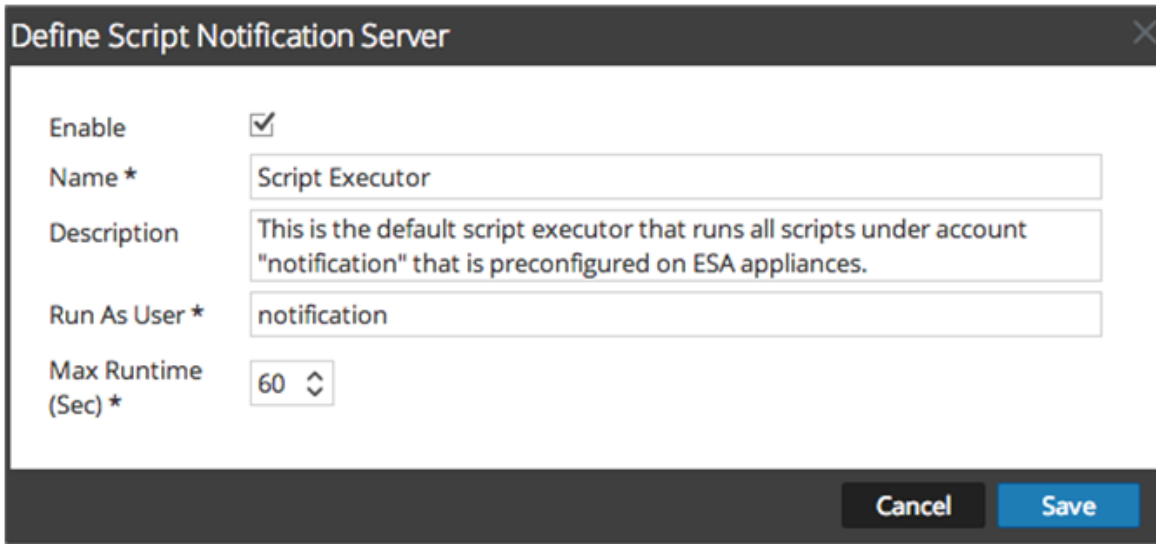 Define Script Notification Server
Enable
Name * Script Executor
Description This is the default script executor that runs all scripts under account
"notification" that is preconfigured on ESA appliances.
Run As User * notification
Max Runtime
(Sec) * 60
Cancel Save